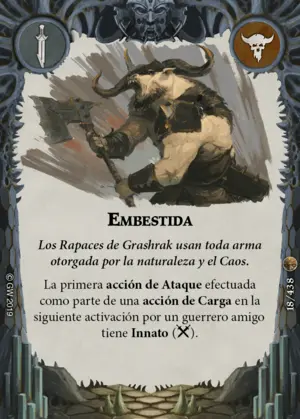 EMBESTIDA
Los Rapaces de Grashrak usan toda arma
otorgada por la naturaleza y el Caos.
La primera acción de Ataque efectuada
como parte de una acción de Carga en la
siguiente activación por un guerrero amigo
tiene Innato ().
© GW 2019
18/438